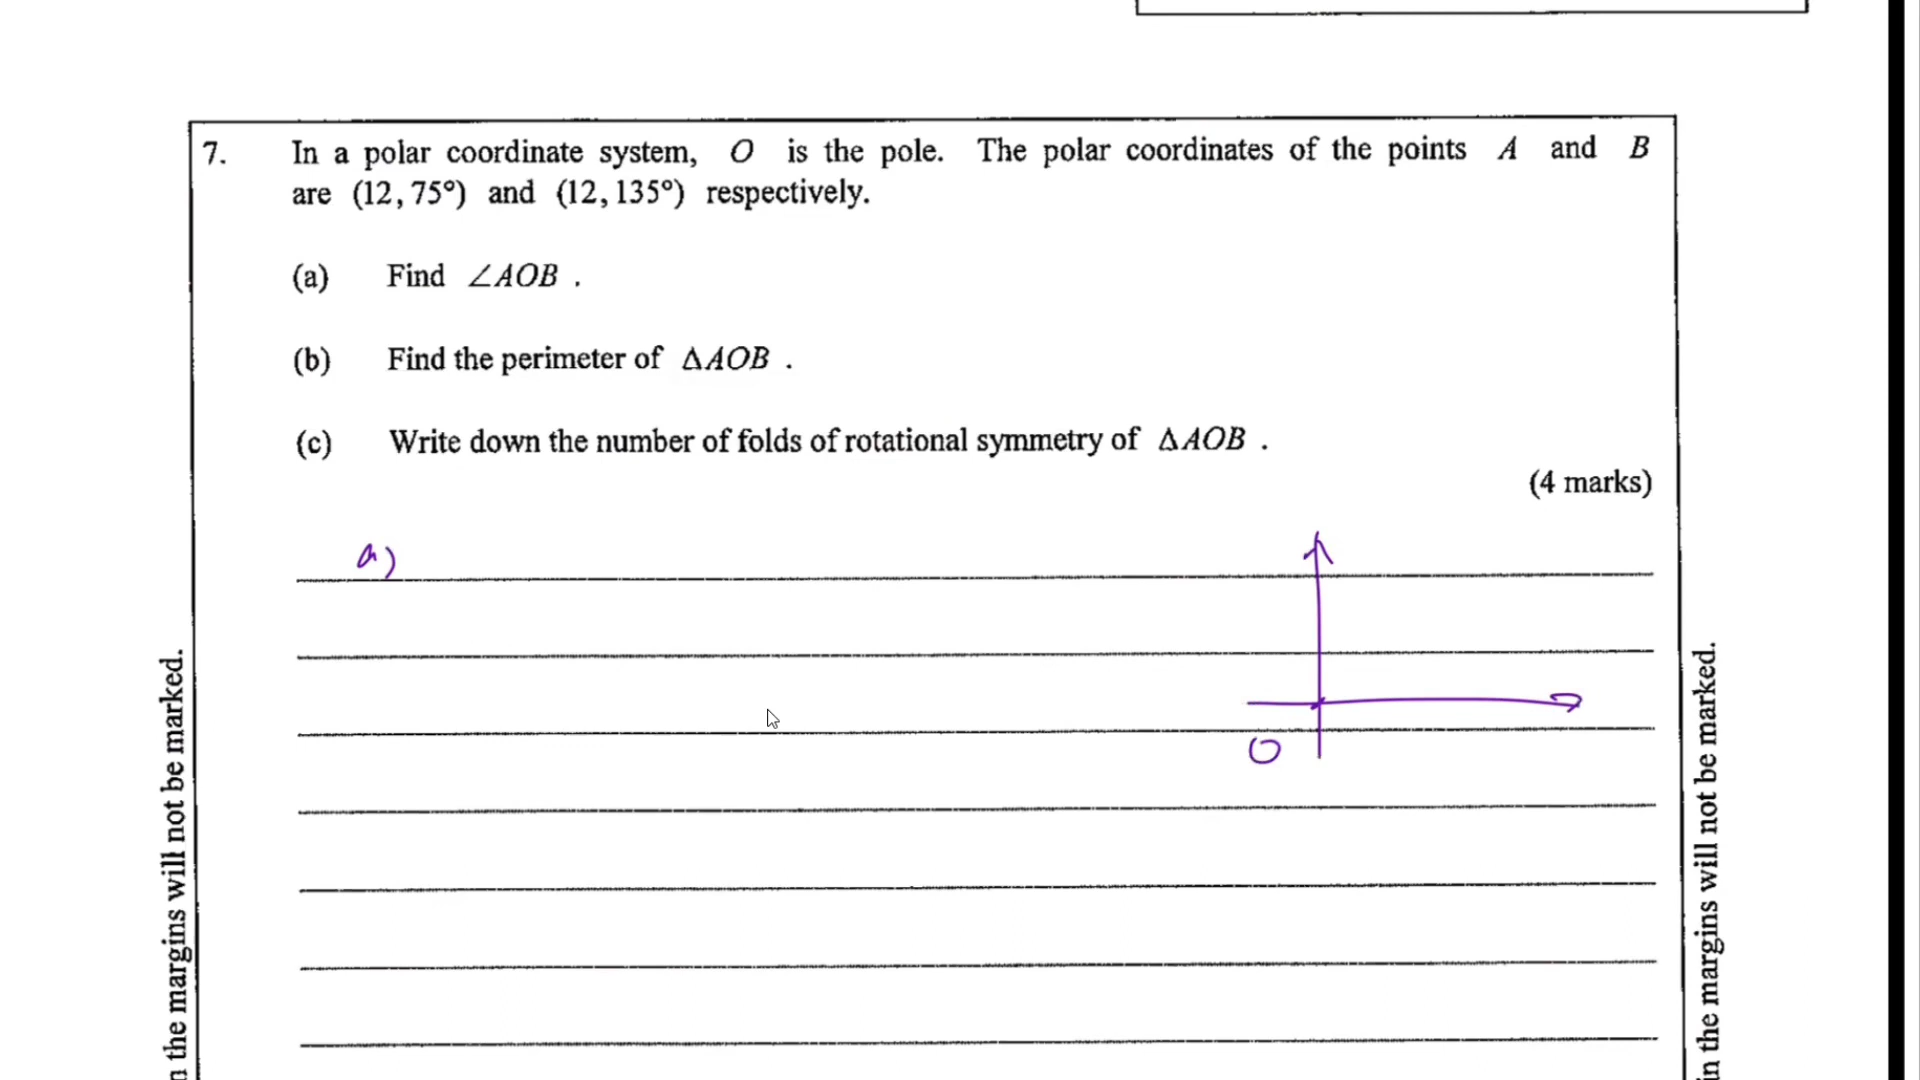 7. In a polar coordinate system, O is the pole. The polar coordinates of the points A and B
are (12, 75°) and (12, 135°) respectively.
(a) Find ∠AOB .
(b) Find the perimeter of ΔAOB .
(c) Write down the number of folds of rotational symmetry of ΔAOB .
(4 marks)
a)
O
n the margins will not be marked.
in the margins will not be marked.